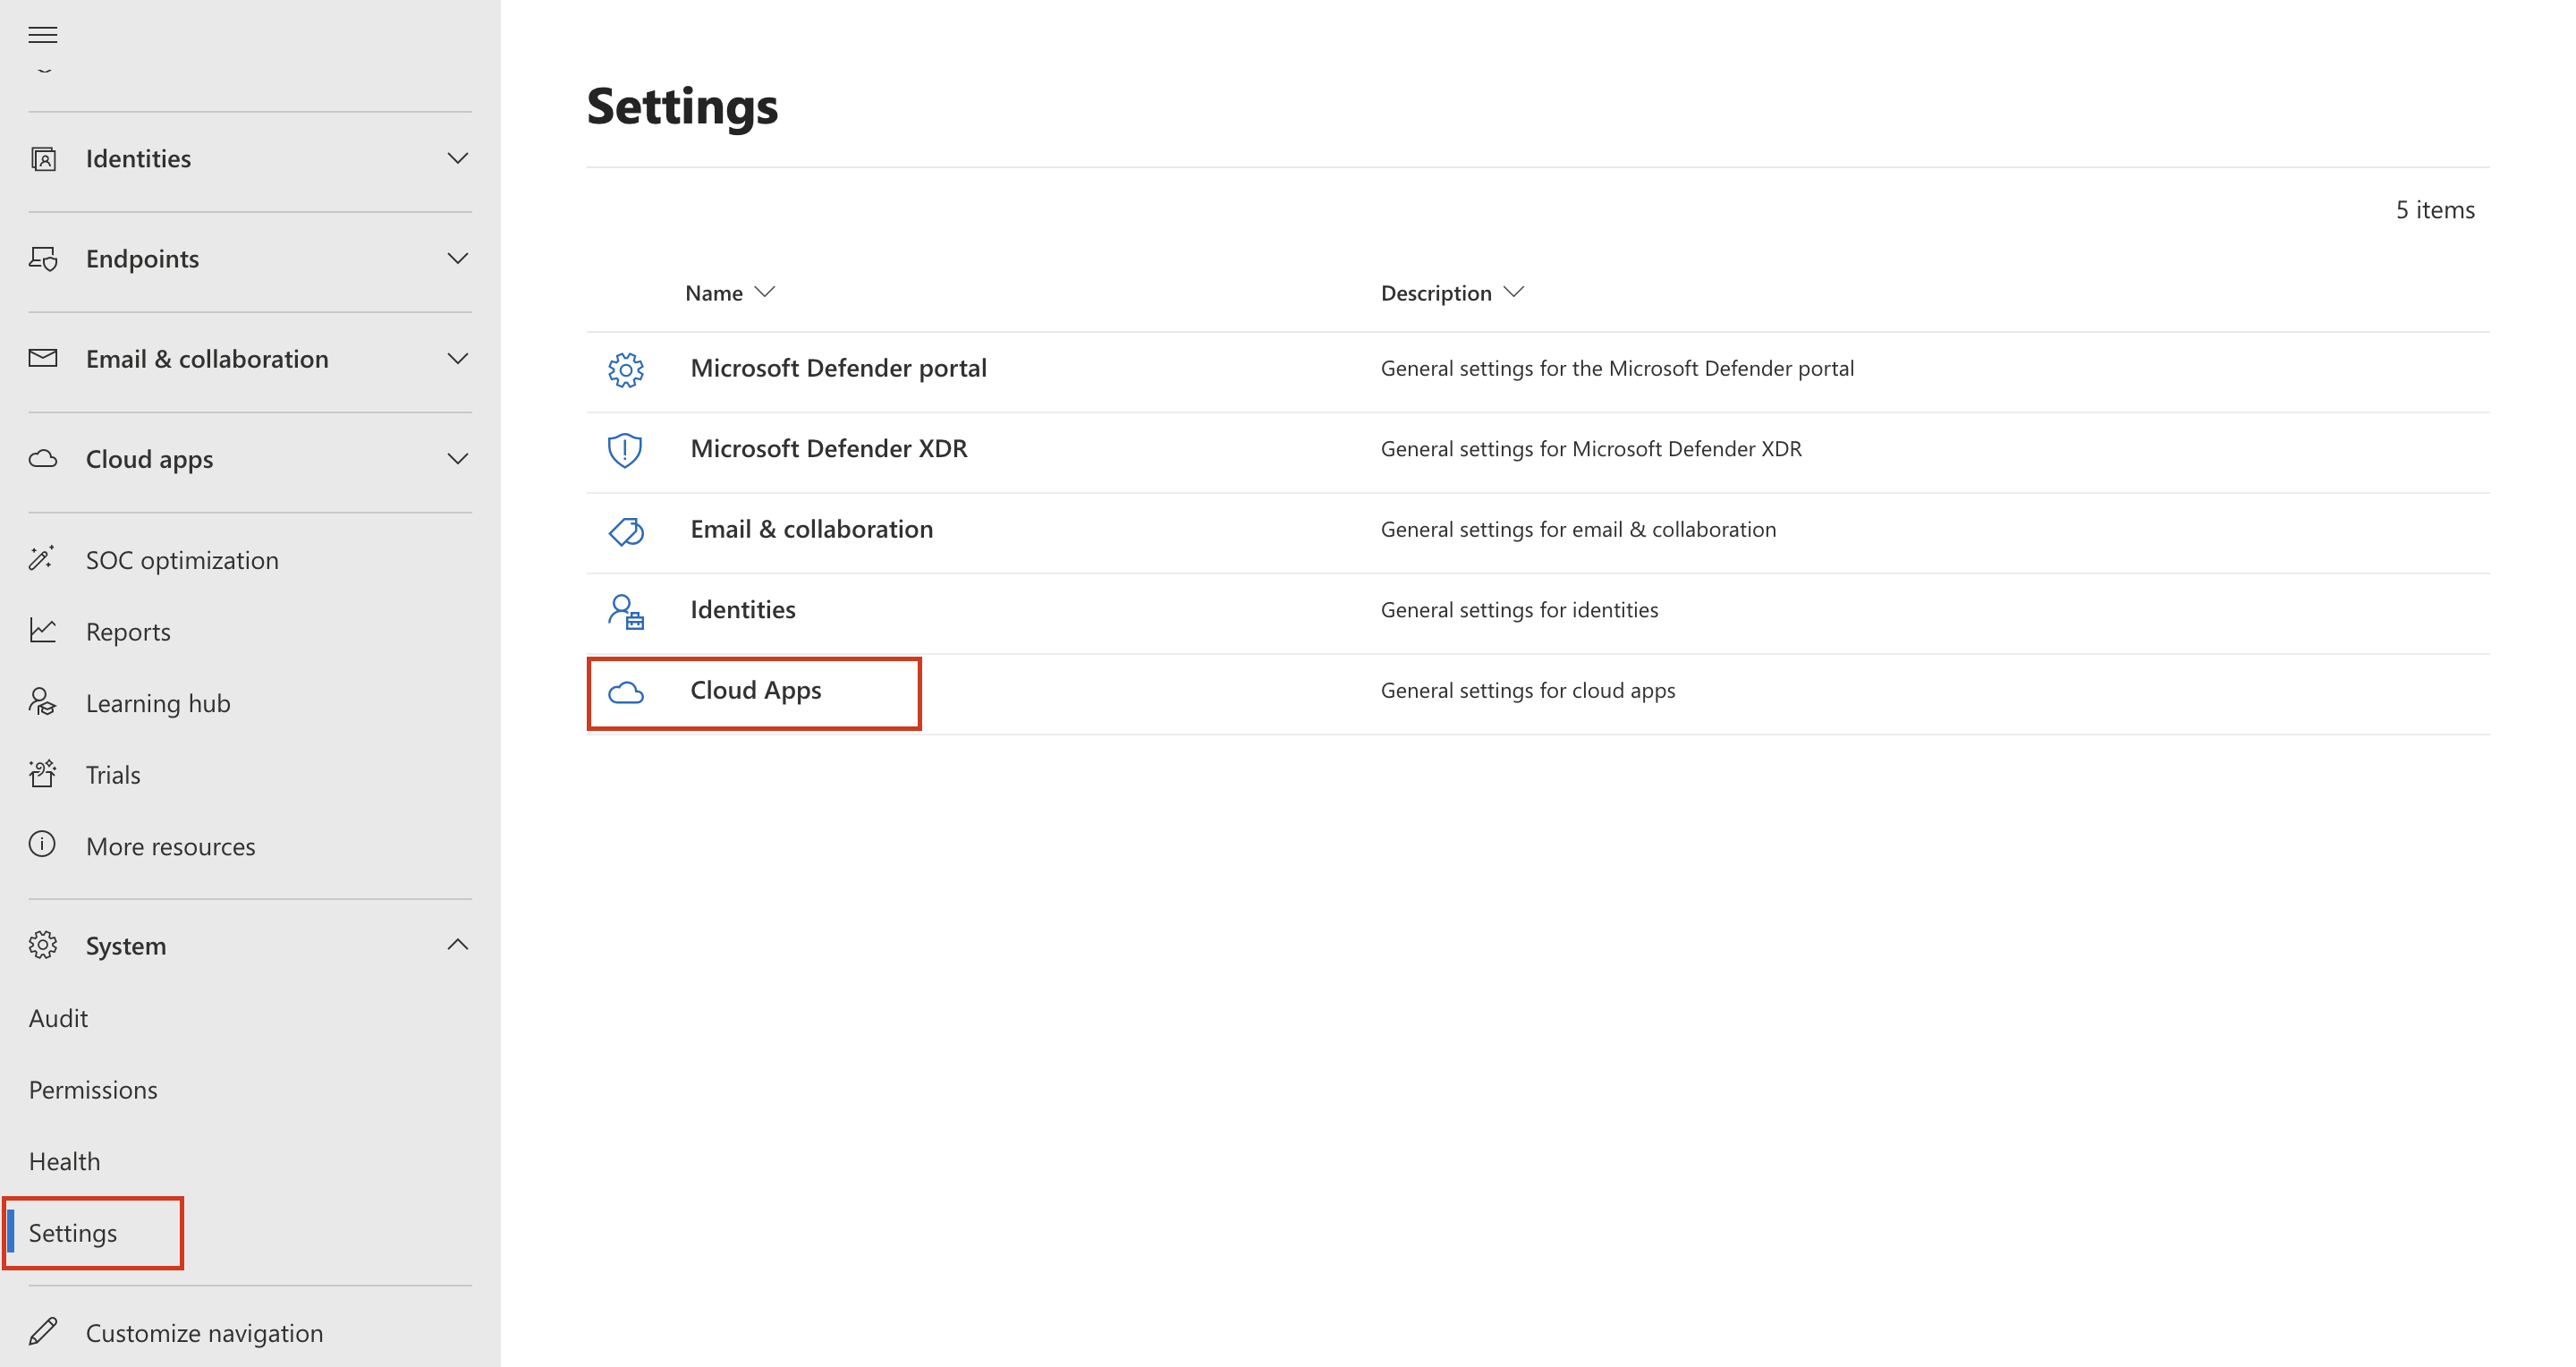 Identities
Endpoints
Email & collaboration
Cloud apps
SOC optimization
Reports
Learning hub
Trials
More resources
System
Audit
Permissions
Health
Settings
Customize navigation
Settings
5 items
Name Description
Microsoft Defender portal General settings for the Microsoft Defender portal
Microsoft Defender XDR General settings for Microsoft Defender XDR
Email & collaboration General settings for email & collaboration
Identities General settings for identities
Cloud Apps General settings for cloud apps